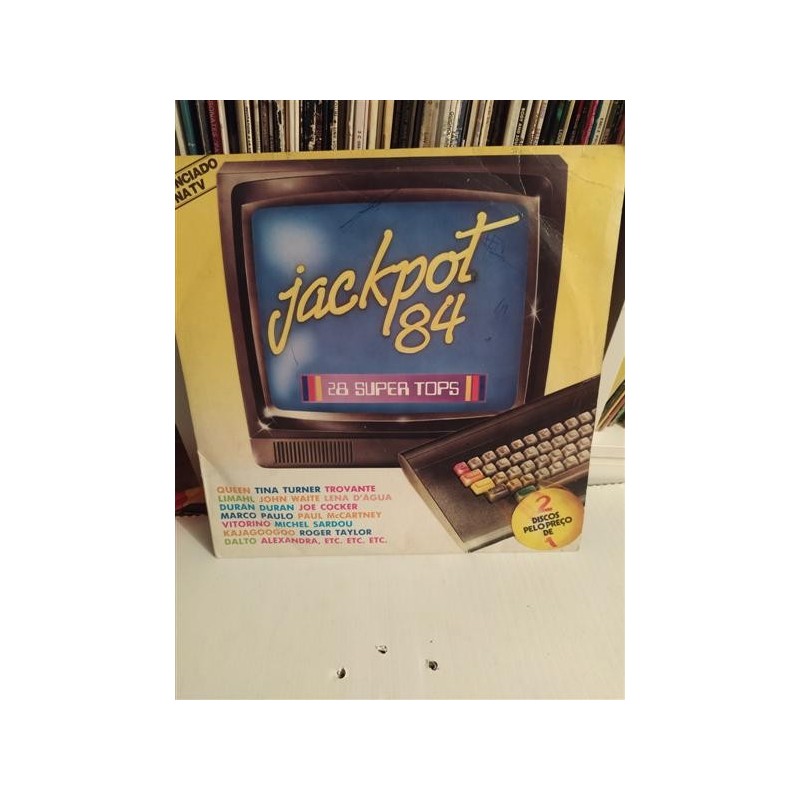 NCIADO
NA TV
jackpot
84
28 SUPER TOPS
QUEEN TINA TURNER TROVANTE
LIMAHL JOHN WAITE LENA D'AGUA
DURAN DURAN JOE COCKER
MARCO PAULO PAUL McCARTNEY
VITORINO MICHEL SARDOU
KAJAGOOGOO ROGER TAYLOR
DALTO ALEXANDRA, ETC. ETC. ETC.
2
DISCOS
PELO PREÇO
DE
1